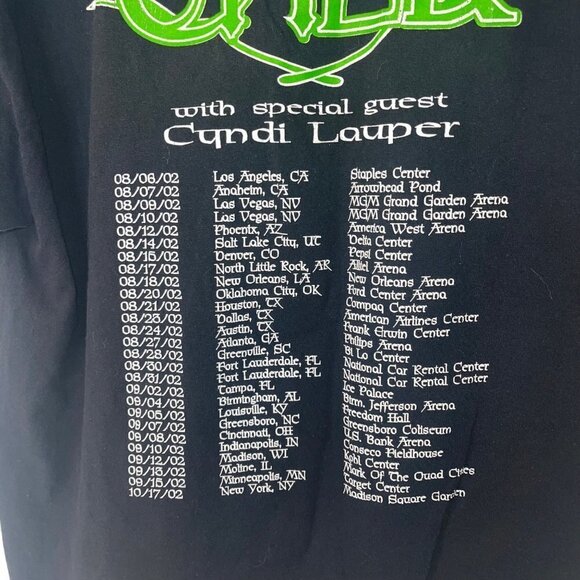 CHER
with special guest
Cyndi Lauper
08/06/02 Los Angeles, CA Staples Center
08/07/02 Anaheim, CA Arrowhead Pond
08/09/02 Las Vegas, NV MGM Grand Garden Arena
08/10/02 Las Vegas, NV MGM Grand Garden Arena
08/12/02 Phoenix, AZ America West Arena
08/14/02 Salt Lake City, UT Delta Center
08/15/02 Denver, CO Pepsi Center
08/17/02 North Little Rock, AR Alltel Arena
08/18/02 New Orleans, LA New Orleans Arena
08/20/02 Oklahoma City, OK Ford Center Arena
08/21/02 Houston, TX Compaq Center
08/23/02 Dallas, TX American Airlines Center
08/24/02 Austin, TX Frank Erwin Center
08/27/02 Atlanta, GA Philips Arena
08/28/02 Greenville, SC Bi Lo Center
08/30/02 Fort Lauderdale, FL National Car Rental Center
08/31/02 Fort Lauderdale, FL National Car Rental Center
09/02/02 Tampa, FL Ice Palace
09/04/02 Birmingham, AL Birm. Jefferson Arena
09/05/02 Louisville, KY Freedom Hall
09/07/02 Greensboro, NC Greensboro Coliseum
09/08/02 Cincinnati, OH U.S. Bank Arena
09/10/02 Indianapolis, IN Conseco Fieldhouse
09/12/02 Madison, WI Kohl Center
09/13/02 Moline, IL Mark Of The Quad Cities
09/15/02 Minneapolis, MN Target Center
10/17/02 New York, NY Madison Square Garden